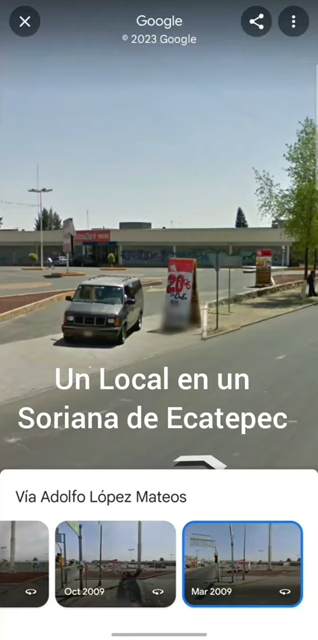 Google
© 2023 Google
20%
Un Local en un
Soriana de Ecatepec
Vía Adolfo López Mateos
Oct 2009
Mar 2009